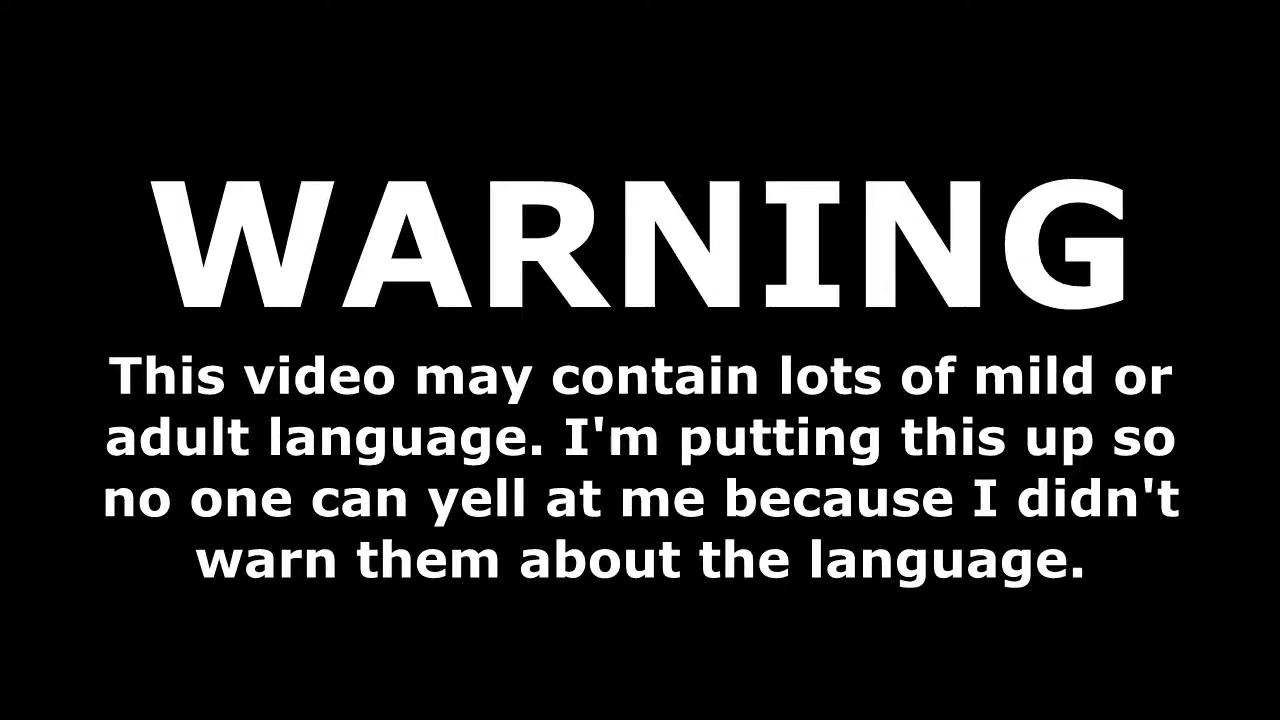 WARNING
This video may contain lots of mild or
adult language. I'm putting this up so
no one can yell at me because I didn't
warn them about the language.